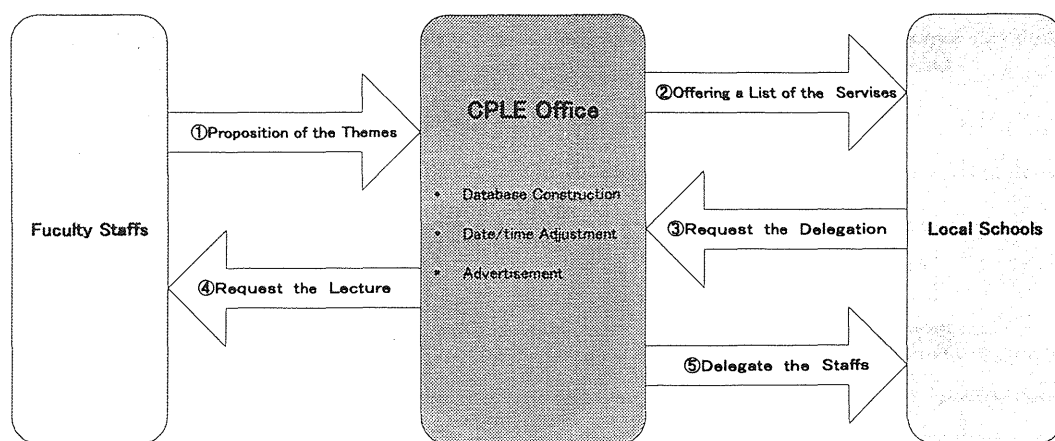 Fuculty Staffs
①Proposition of the Themes
④Request the Lecture
CPLE Office
• Database Construction
• Date/time Adjustment
• Advertisement
②Offering a List of the Servises
③Request the Delegation
⑤Delegate the Staffs
Local Schools